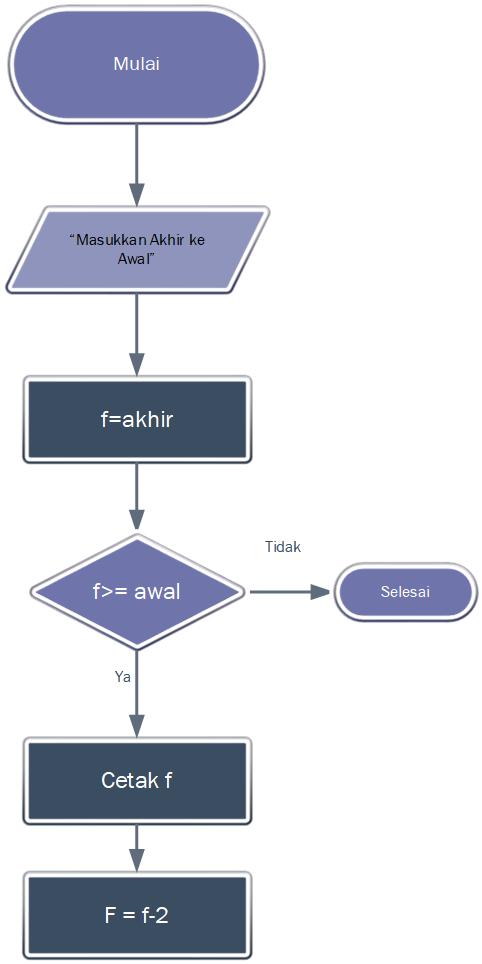 Mulai
“Masukkan Akhir ke
Awal”
f=akhir
f>= awal
Tidak
Selesai
Ya
Cetak f
F = f-2